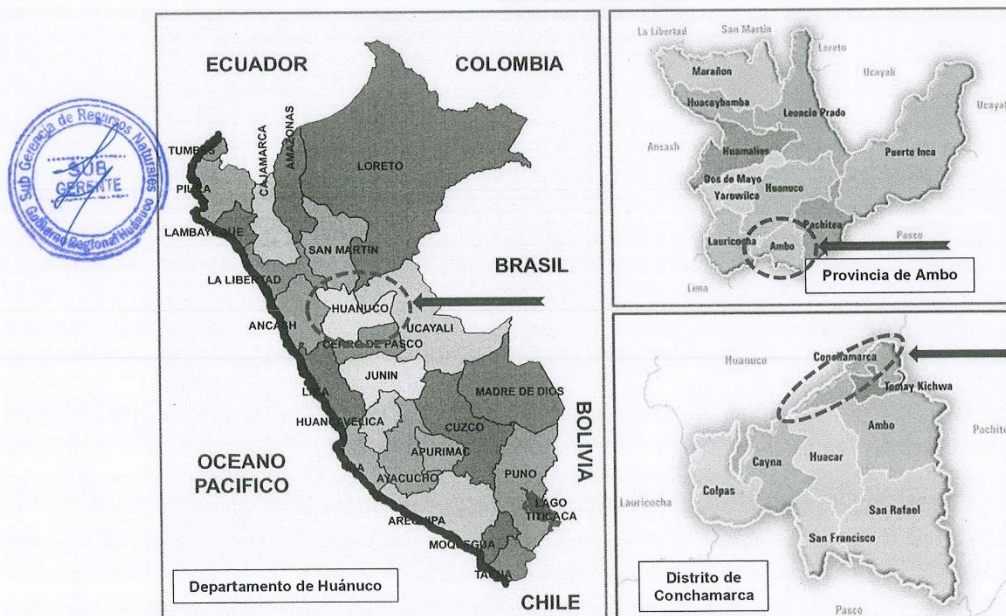 Sub Gerencia de Recursos Naturales
SUB
GERENTE
Gobierno Regional Huánuco
ECUADOR
COLOMBIA
TUMBES
PIURA
LAMBAYEQUE
CAJAMARCA
AMAZONAS
LORETO
SAN MARTIN
LA LIBERTAD
BRASIL
HUANUCO
ANCASH
UCAYALI
CERRO DE PASCO
JUNIN
LIMA
MADRE DE DIOS
HUANCAVELICA
CUZCO
BOLIVIA
OCEANO
PACIFICO
APURIMAC
AYACUCHO
PUNO
LAGO
TITICACA
AREQUIPA
MOQUEGUA
TACNA
CHILE
Departamento de Huánuco
La Libertad
San Martin
Loreto
Ucayali
Ucayali
Marañon
Huacaybamba
Leoncio Prado
Ancash
Huamalies
Puerto Inca
Dos de Mayo
Yarowilca
Huanuco
Pachitea
Lauricocha
Ambo
Pasco
Lima
Provincia de Ambo
Huanuco
Conchamarca
Tomay Kichwa
Ambo
Pachitea
Cayna
Huacar
Colpas
Lauricocha
San Rafael
San Francisco
Pasco
Distrito de
Conchamarca